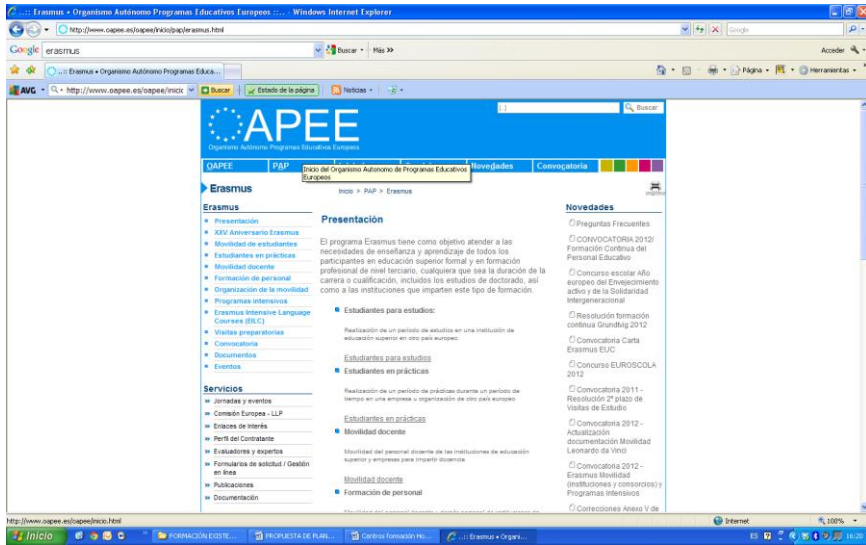 ..:: Erasmus • Organismo Autónomo Programas Educativos Europeos ::.. - Windows Internet Explorer
http://www.oapee.es/oapee/inicio/pap/erasmus.html
Google
Google erasmus Buscar Más >> Acceder
..:: Erasmus • Organismo Autónomo Programas Educa... Página Herramientas
AVG http://www.oapee.es/oapee/inicio Buscar Estado de la página Noticias
[.] Buscar
OAPEE
Organismo Autónomo Programas Educativos Europeos
OAPEE PAP Novedades Convocatoria
Inicio del Organismo Autonomo de Programas Educativos
Europeos
Erasmus
Inicio > PAP > Erasmus
imprimir
Erasmus
Presentación
XXV Aniversario Erasmus
Movilidad de estudiantes
Estudiantes en prácticas
Movilidad docente
Formación de personal
Organización de la movilidad
Programas intensivos
Erasmus Intensive Language
Courses (EILC)
Visitas preparatorias
Convocatoria
Documentos
Eventos
Servicios
Jornadas y eventos
Comisión Europea - LLP
Enlaces de Interés
Perfil del Contratante
Evaluadores y expertos
Formularios de solicitud / Gestión
en línea
Publicaciones
Documentación
Presentación
El programa Erasmus tiene como objetivo atender a las
necesidades de enseñanza y aprendizaje de todos los
participantes en educación superior formal y en formación
profesional de nivel terciario, cualquiera que sea la duración de la
carrera o cualificación, incluidos los estudios de doctorado, así
como a las instituciones que imparten este tipo de formación.
Estudiantes para estudios:
Realización de un período de estudios en una institución de
educación superior en otro país europeo
Estudiantes para estudios
Estudiantes en prácticas
Realización de un período de prácticas durante un período de
tiempo en una empresa u organización de otro país europeo
Estudiantes en prácticas
Movilidad docente
Movilidad del personal docente de las instituciones de educación
superior y empresas para impartir docencia
Movilidad docente
Formación de personal
Novedades
Preguntas Frecuentes
CONVOCATORIA 2012/
Formación Continua del
Personal Educativo
Concurso escolar Año
europeo del Envejecimiento
activo y de la Solidaridad
Intergeneracional
Resolución formación
continua Grundtvig 2012
Convocatoria Carta
Erasmus EUC
Concurso EUROSCOLA
2012
Convocatoria 2011 -
Resolución 2º plazo de
Visitas de Estudio
Convocatoria 2012 -
Actualización
documentación Movilidad
Leonardo da Vinci
Convocatoria 2012 -
Erasmus Movilidad
(instituciones y consorcios) y
Programas Intensivos
Correcciones Anexo V de
http://www.oapee.es/oapee/inicio.html Internet 100%
Inicio FORMACIÓN EXISTE... PROPUESTA DE PLAN... Centros formación Ho... ..:: Erasmus • Organi... ES 16:28